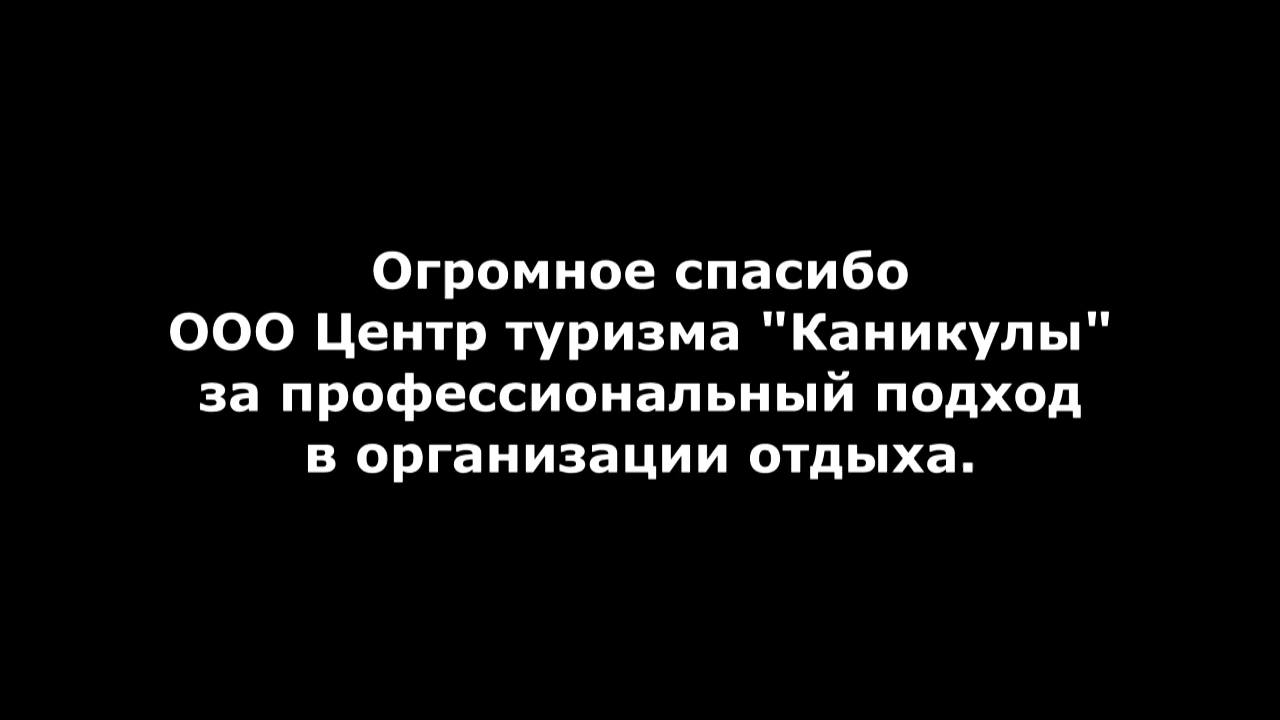 Огромное спасибо
ООО Центр туризма "Каникулы"
за профессиональный подход
в организации отдыха.